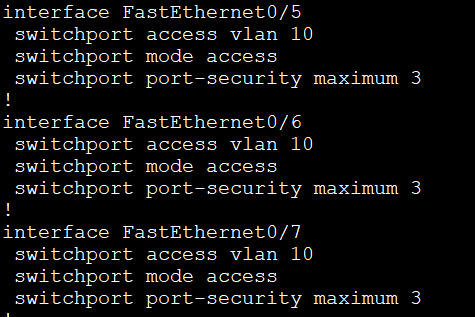 interface FastEthernet0/5
switchport access vlan 10
switchport mode access
switchport port-security maximum 3
!
interface FastEthernet0/6
switchport access vlan 10
switchport mode access
switchport port-security maximum 3
!
interface FastEthernet0/7
switchport access vlan 10
switchport mode access
switchport port-security maximum 3
!